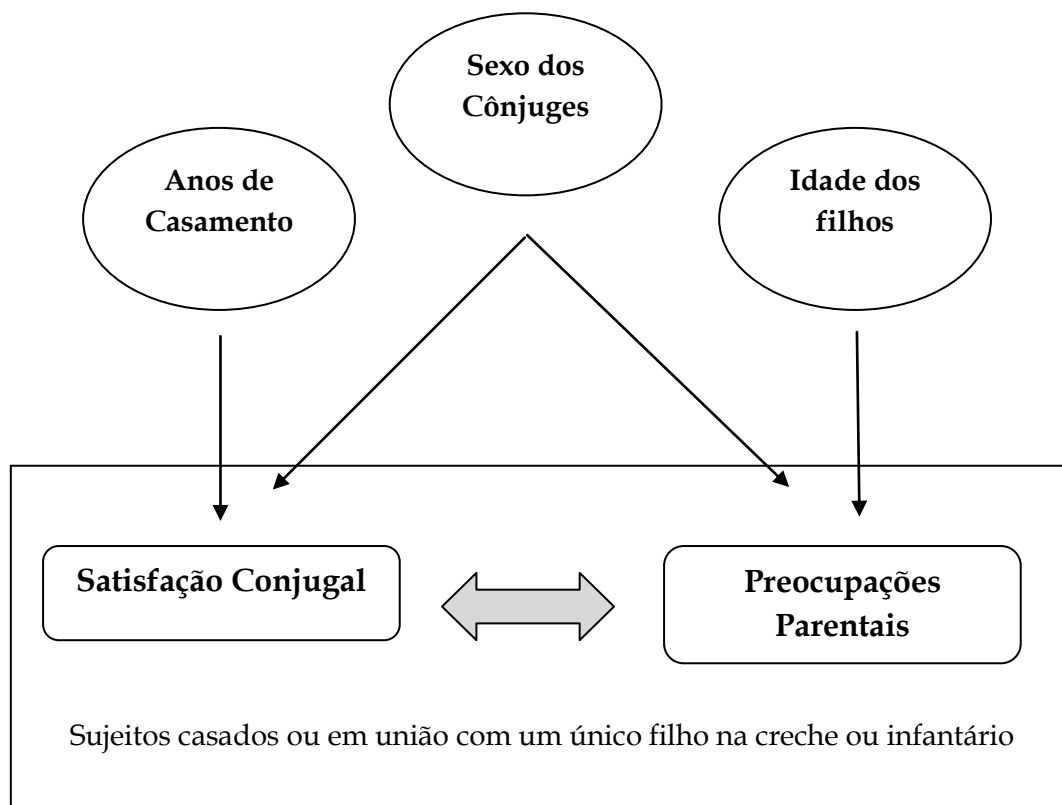 Sexo dos
Cônjuges
Anos de
Casamento
Idade dos
filhos
Satisfação Conjugal
Preocupações
Parentais
Sujeitos casados ou em união com um único filho na creche ou infantário